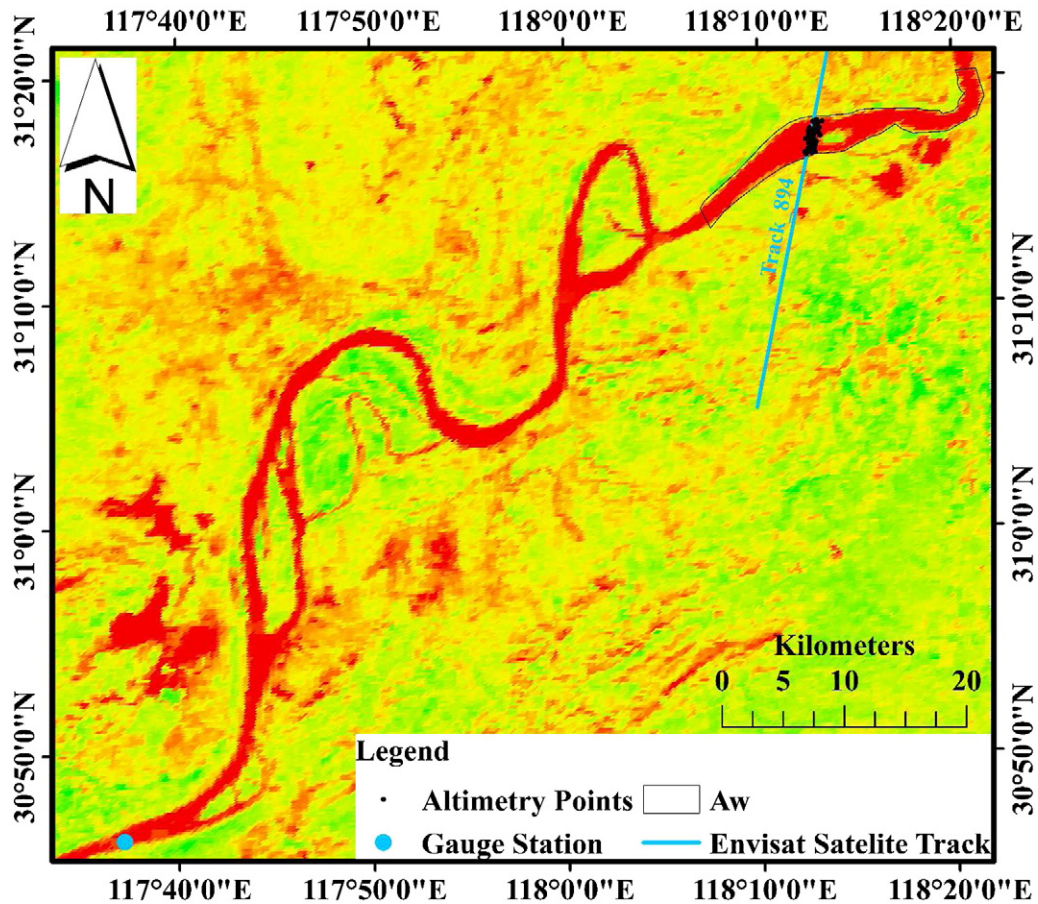 117°40'0"E 117°50'0"E 118°0'0"E 118°10'0"E 118°20'0"E
31°20'0"N
31°20'0"N
N
Track_894
31°10'0"N
31°10'0"N
31°0'0"N
31°0'0"N
Kilometers
0 5 10 20
30°50'0"N
30°50'0"N
Legend
Altimetry Points Aw
Gauge Station Envisat Satelite Track
117°40'0"E 117°50'0"E 118°0'0"E 118°10'0"E 118°20'0"E